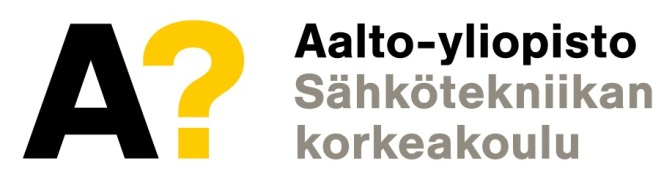 A?
Aalto-yliopisto
Sähkötekniikan
korkeakoulu